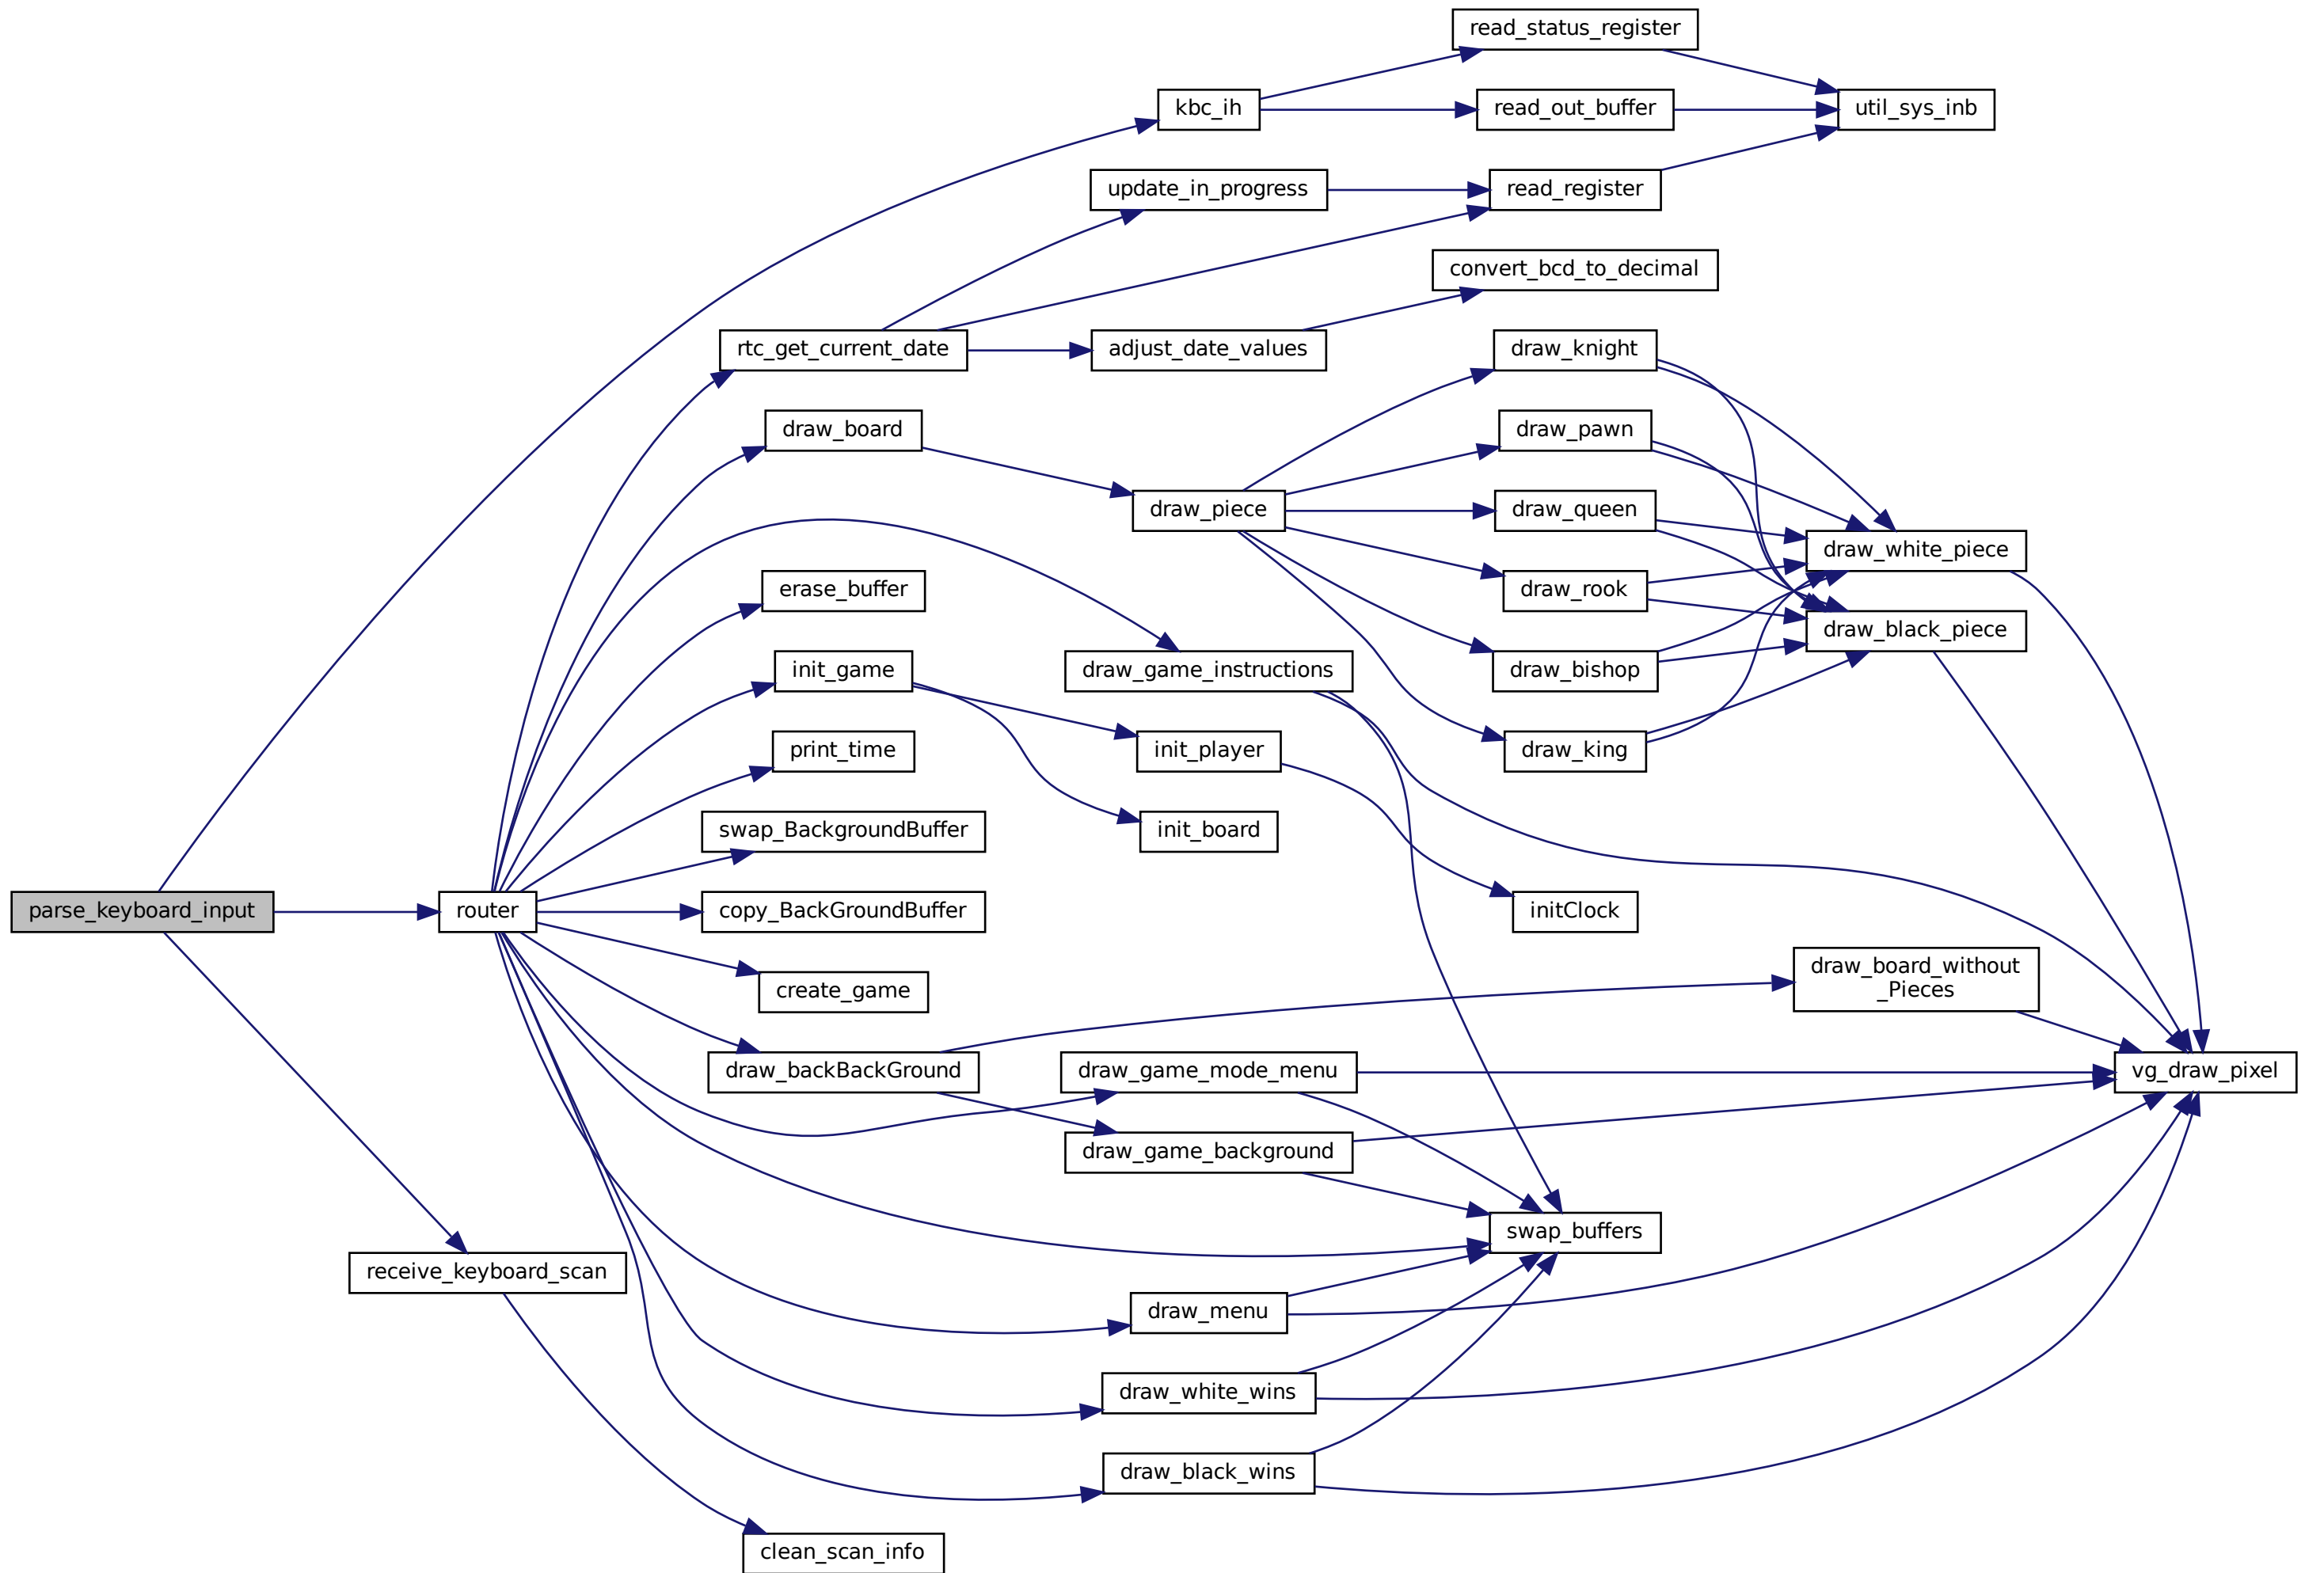 read_status_register
kbc_ih
read_out_buffer
util_sys_inb
update_in_progress
read_register
convert_bcd_to_decimal
rtc_get_current_date
adjust_date_values
draw_knight
draw_board
draw_pawn
draw_piece
draw_queen
draw_white_piece
erase_buffer
draw_rook
draw_black_piece
init_game
draw_game_instructions
draw_bishop
print_time
init_player
draw_king
swap_BackgroundBuffer
init_board
parse_keyboard_input
router
copy_BackGroundBuffer
initClock
draw_board_without
_Pieces
create_game
draw_backBackGround
draw_game_mode_menu
vg_draw_pixel
draw_game_background
swap_buffers
receive_keyboard_scan
draw_menu
draw_white_wins
draw_black_wins
clean_scan_info